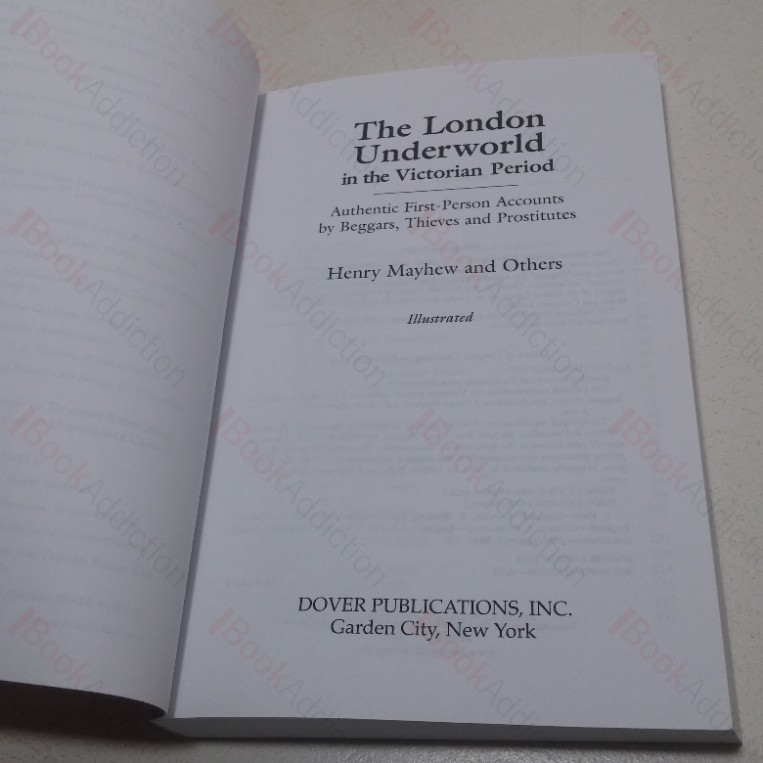 The London
Underworld
in the Victorian Period
Authentic First-Person Accounts
by Beggars, Thieves and Prostitutes
Henry Mayhew and Others
Illustrated
DOVER PUBLICATIONS, INC.
Garden City, New York
BookAddiction